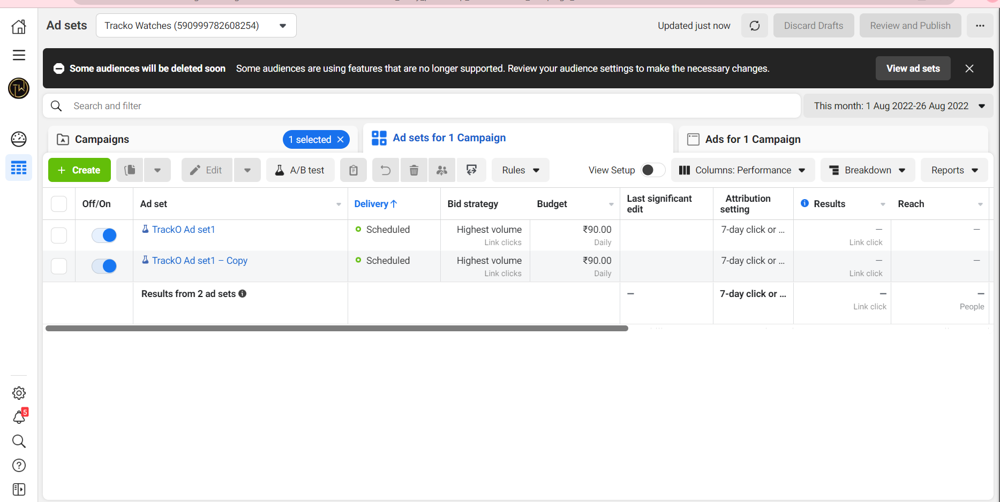 Ad sets
Tracko Watches (590999782608254)
Updated just now
Discard Drafts
Review and Publish
Some audiences will be deleted soon Some audiences are using features that are no longer supported. Review your audience settings to make the necessary changes.
View ad sets
Search and filter
This month: 1 Aug 2022-26 Aug 2022
Campaigns
1 selected
Ad sets for 1 Campaign
Ads for 1 Campaign
+ Create
Edit
A/B test
Rules
View Setup
Columns: Performance
Breakdown
Reports
Off/On
Ad set
Delivery↑
Bid strategy
Budget
Last significant
edit
Attribution
setting
Results
Reach
TrackO Ad set1
Scheduled
Highest volume
Link clicks
₹90.00
Daily
7-day click or ...
—
Link click
—
TrackO Ad set1 – Copy
Scheduled
Highest volume
Link clicks
₹90.00
Daily
7-day click or ...
—
Link click
—
Results from 2 ad sets
—
7-day click or ...
—
Link click
—
People
5
TW